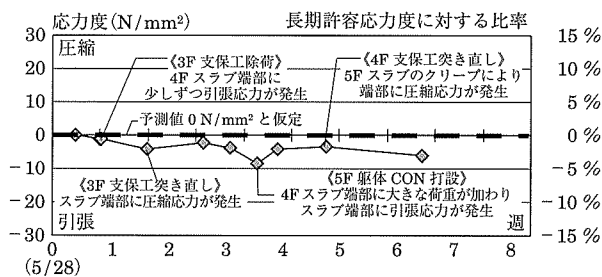 応力度(N/mm²) 長期許容応力度に対する比率
30 圧縮 15 %
《3F 支保工除荷》 《4F 支保工突き直し》
20 4F スラブ端部に 5F スラブのクリープにより 10 %
少しずつ引張応力が発生 端部に圧縮応力が発生
10 5 %
予測値 0 N/mm² と仮定
0 0 %
-10 -5 %
《3F 支保工突き直し》 《5F 躯体 CON 打設》
-20 スラブ端部に圧縮応力が発生 4F スラブ端部に大きな荷重が加わり -10 %
引張 スラブ端部に引張応力が発生 週
-30 -15 %
0 1 2 3 4 5 6 7 8
(5/28)